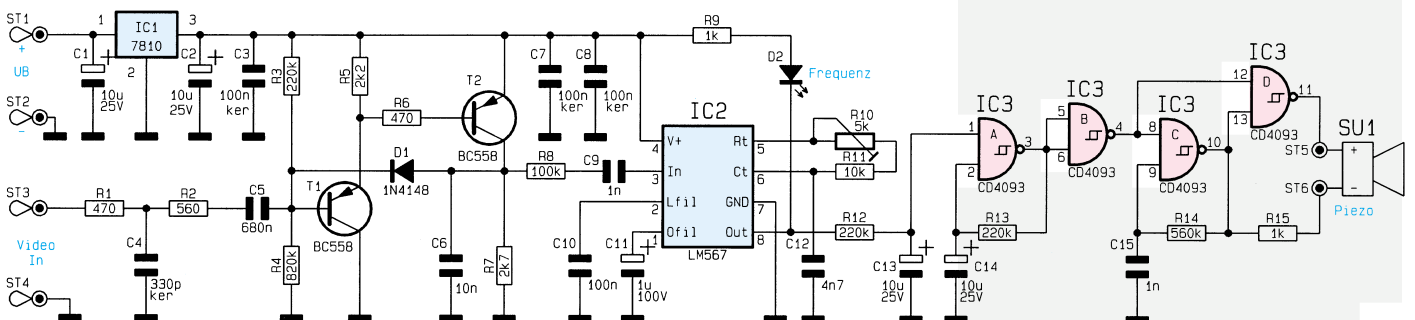 ST1
+
UB
ST2
−
1
IC1
7810
3
2
C1
+
10u
25V
C2
+
10u
25V
C3
100n
ker
R3
220k
R5
2k2
R6
470
T2
BC558
C7
100n
ker
C8
100n
ker
R9
1k
D2
Frequenz
ST3
R1
470
R2
560
C5
680n
Video
In
C4
330p
ker
ST4
R4
820k
T1
BC558
D1
1N4148
C6
10n
R7
2k7
R8
100k
C9
1n
C10
100n
C11
+
1u
100V
IC2
V+
In
Lfil
Ofil
Rt
Ct
GND
Out
4
3
2
1
5
6
7
8
LM567
R10
5k
R11
10k
R12
220k
C12
4n7
C13
+
10u
25V
C14
+
10u
25V
IC3
A
1
2
3
CD4093
R13
220k
IC3
B
5
6
4
CD4093
IC3
C
8
9
10
CD4093
C15
1n
R14
560k
R15
1k
IC3
D
12
13
11
CD4093
ST5
ST6
SU1
+
−
Piezo